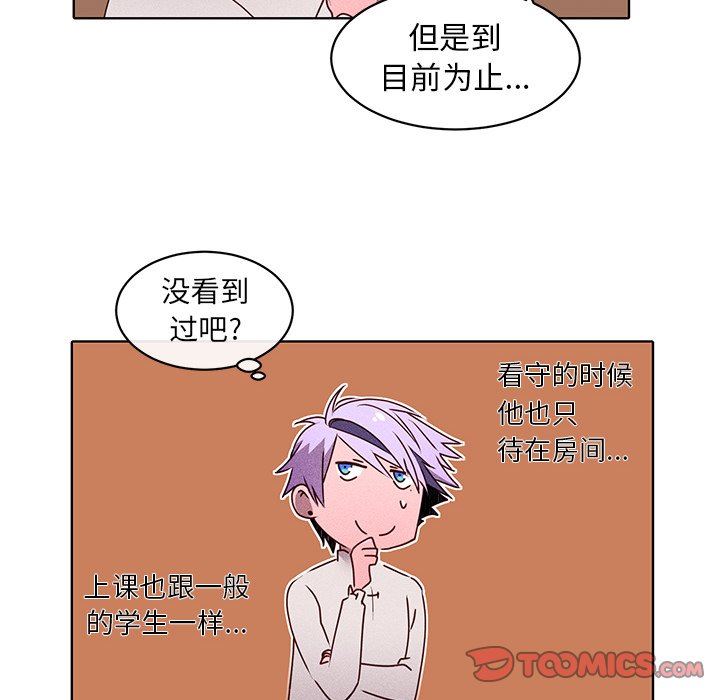 但是到
目前为止...
没看到
过吧?
看守的时候
他也只
待在房间...
上课也跟一般
的学生一样...
TOOMICS.COM